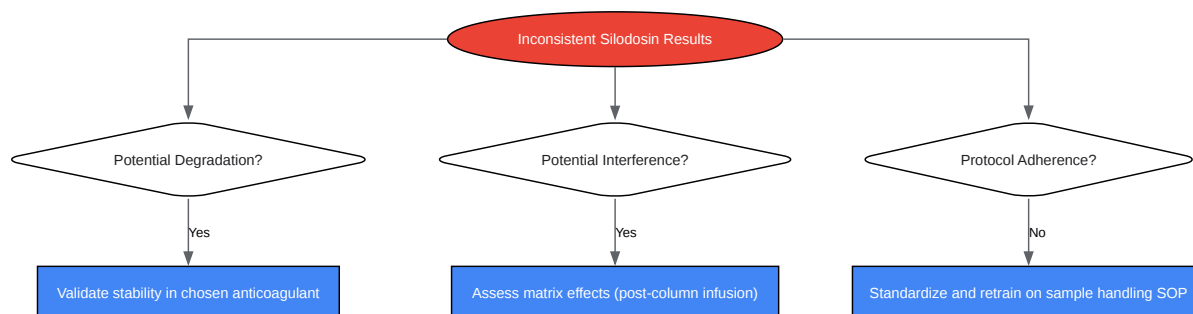 Inconsistent Silodosin Results
Potential Degradation?
Potential Interference?
Protocol Adherence?
Yes
Yes
No
Validate stability in chosen anticoagulant
Assess matrix effects (post-column infusion)
Standardize and retrain on sample handling SOP